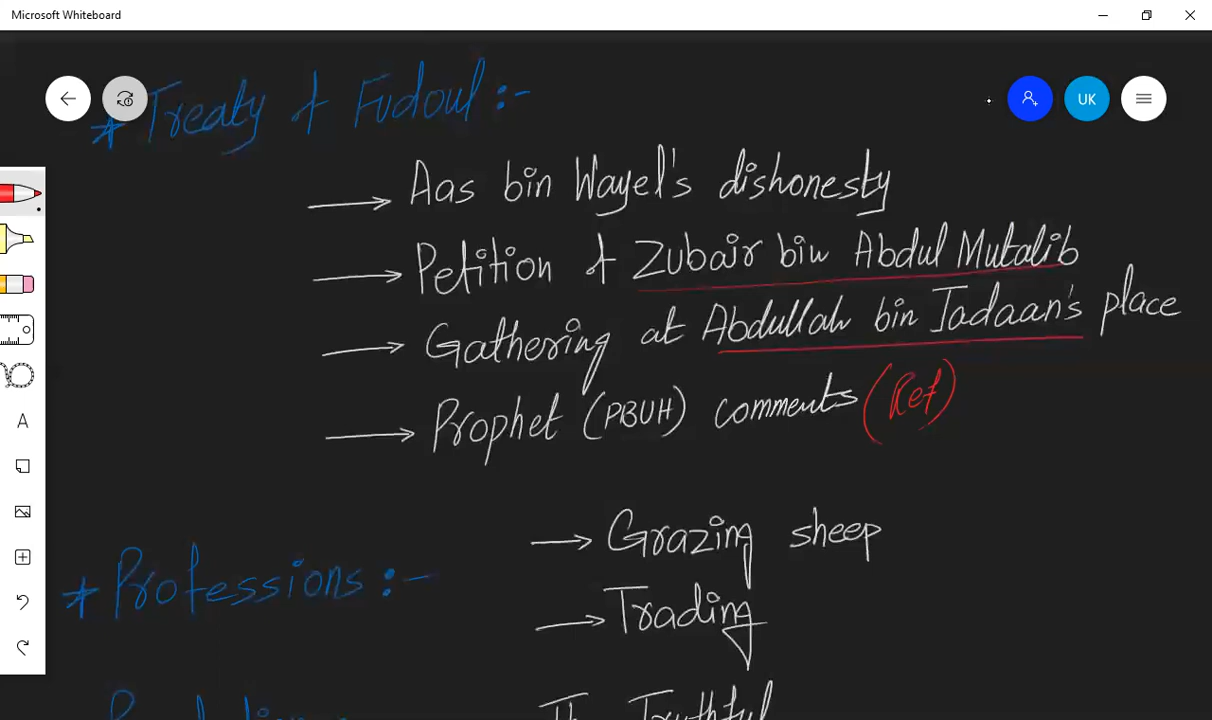 Microsoft Whiteboard
UK
* Treaty of Fudoul :-
→ Aas bin Wayel's dishonesty
→ Petition of Zubair bin Abdul Mutalib
→ Gathering at Abdullah bin Jadaan's place
→ Prophet (PBUH) comments (Ref)
→ Grazing sheep
* Professions :-
→ Trading
Truthful
A